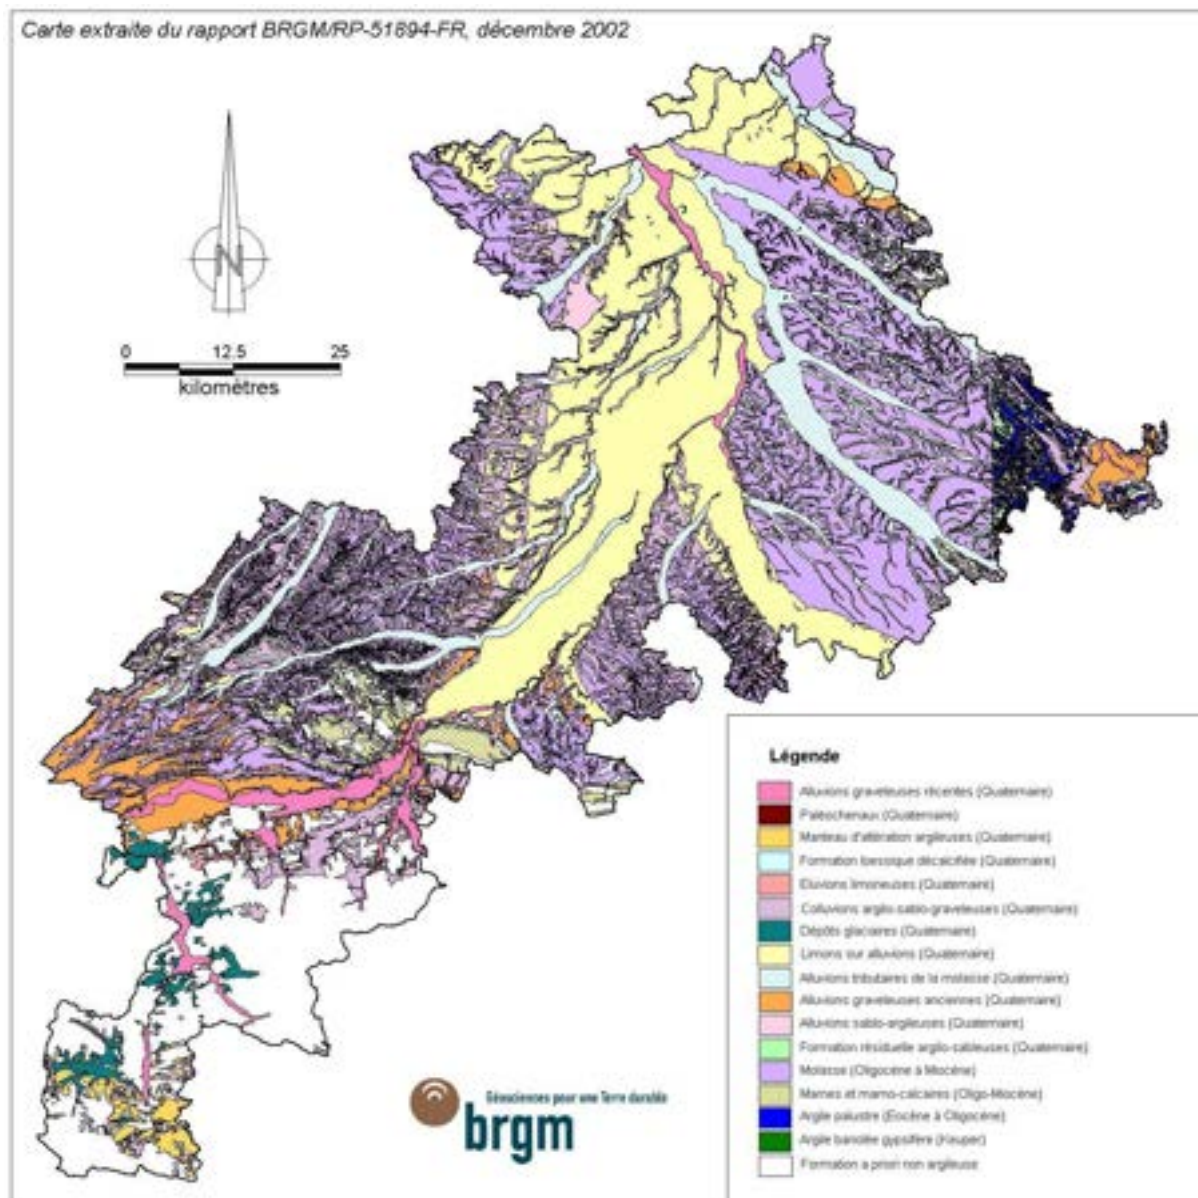 Carte extraite du rapport BRGM/RP-51894-FR, décembre 2002
N
0 12.5 25
kilomètres
Légende
Alluvions graveleuses récentes (Quaternaire)
Paléochenaux (Quaternaire)
Manteau d'altération argileuses (Quaternaire)
Formation loessique décalcifiée (Quaternaire)
Eluvions limoneuses (Quaternaire)
Colluvions argilo-sablo-graveleuses (Quaternaire)
Dépôts glaciaires (Quaternaire)
Limons sur alluvions (Quaternaire)
Alluvions tributaires de la molasse (Quaternaire)
Alluvions graveleuses anciennes (Quaternaire)
Alluvions sablo-argileuses (Quaternaire)
Formation résiduelle argilo-sableuses (Quaternaire)
Molasse (Oligocène à Miocène)
Marnes et marno-calcaires (Oligo-Miocène)
Argile palustre (Eocène à Oligocène)
Argile bariolée gypsifère (Keuper)
Formation a priori non argileuse
Géosciences pour une Terre durable
brgm